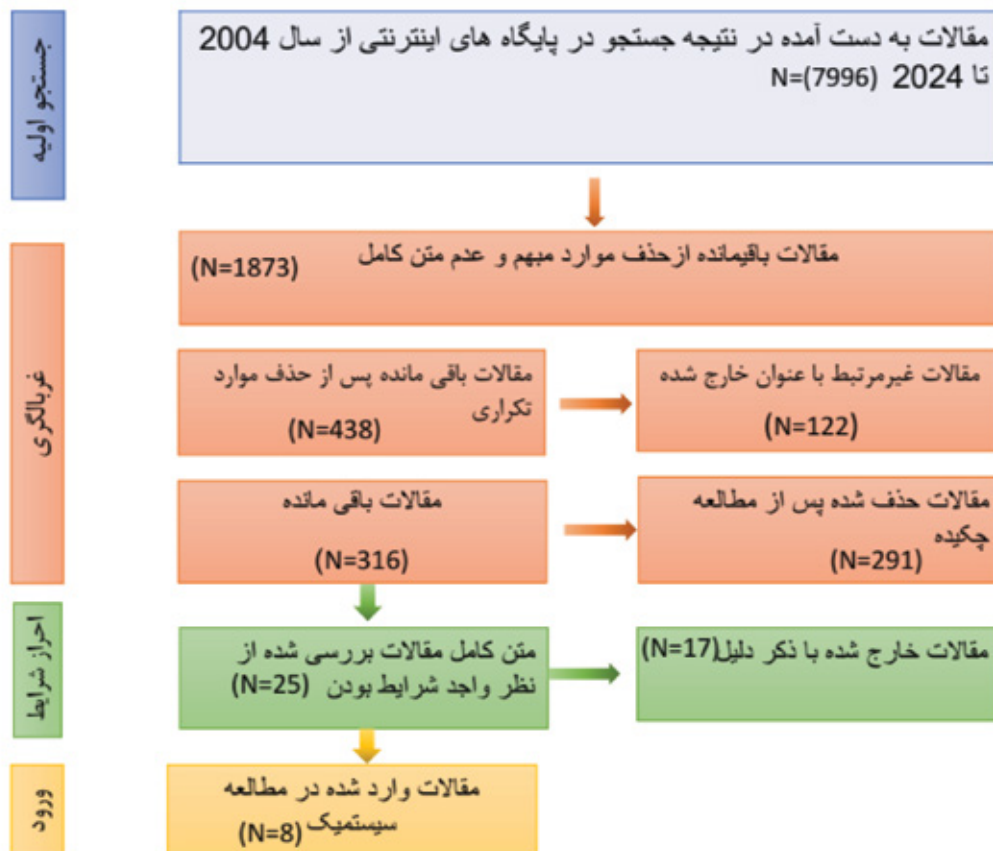 جستجو اولیه
مقالات به دست آمده در نتیجه جستجو در پایگاه های اینترنتی از سال 2004
تا 2024 N=(7996)
غربالگری
مقالات باقیمانده ازحذف موارد مبهم و عدم متن کامل (N=1873)
مقالات غیرمرتبط با عنوان خارج شده
(N=122)
مقالات باقی مانده پس از حذف موارد
تکراری (N=438)
مقالات حذف شده پس از مطالعه
چکیده (N=291)
مقالات باقی مانده
(N=316)
احراز شرایط
مقالات خارج شده با ذکر دلیل(N=17)
متن کامل مقالات بررسی شده از
نظر واجد شرایط بودن (N=25)
ورود
مقالات وارد شده در مطالعه
سیستمیک (N=8)